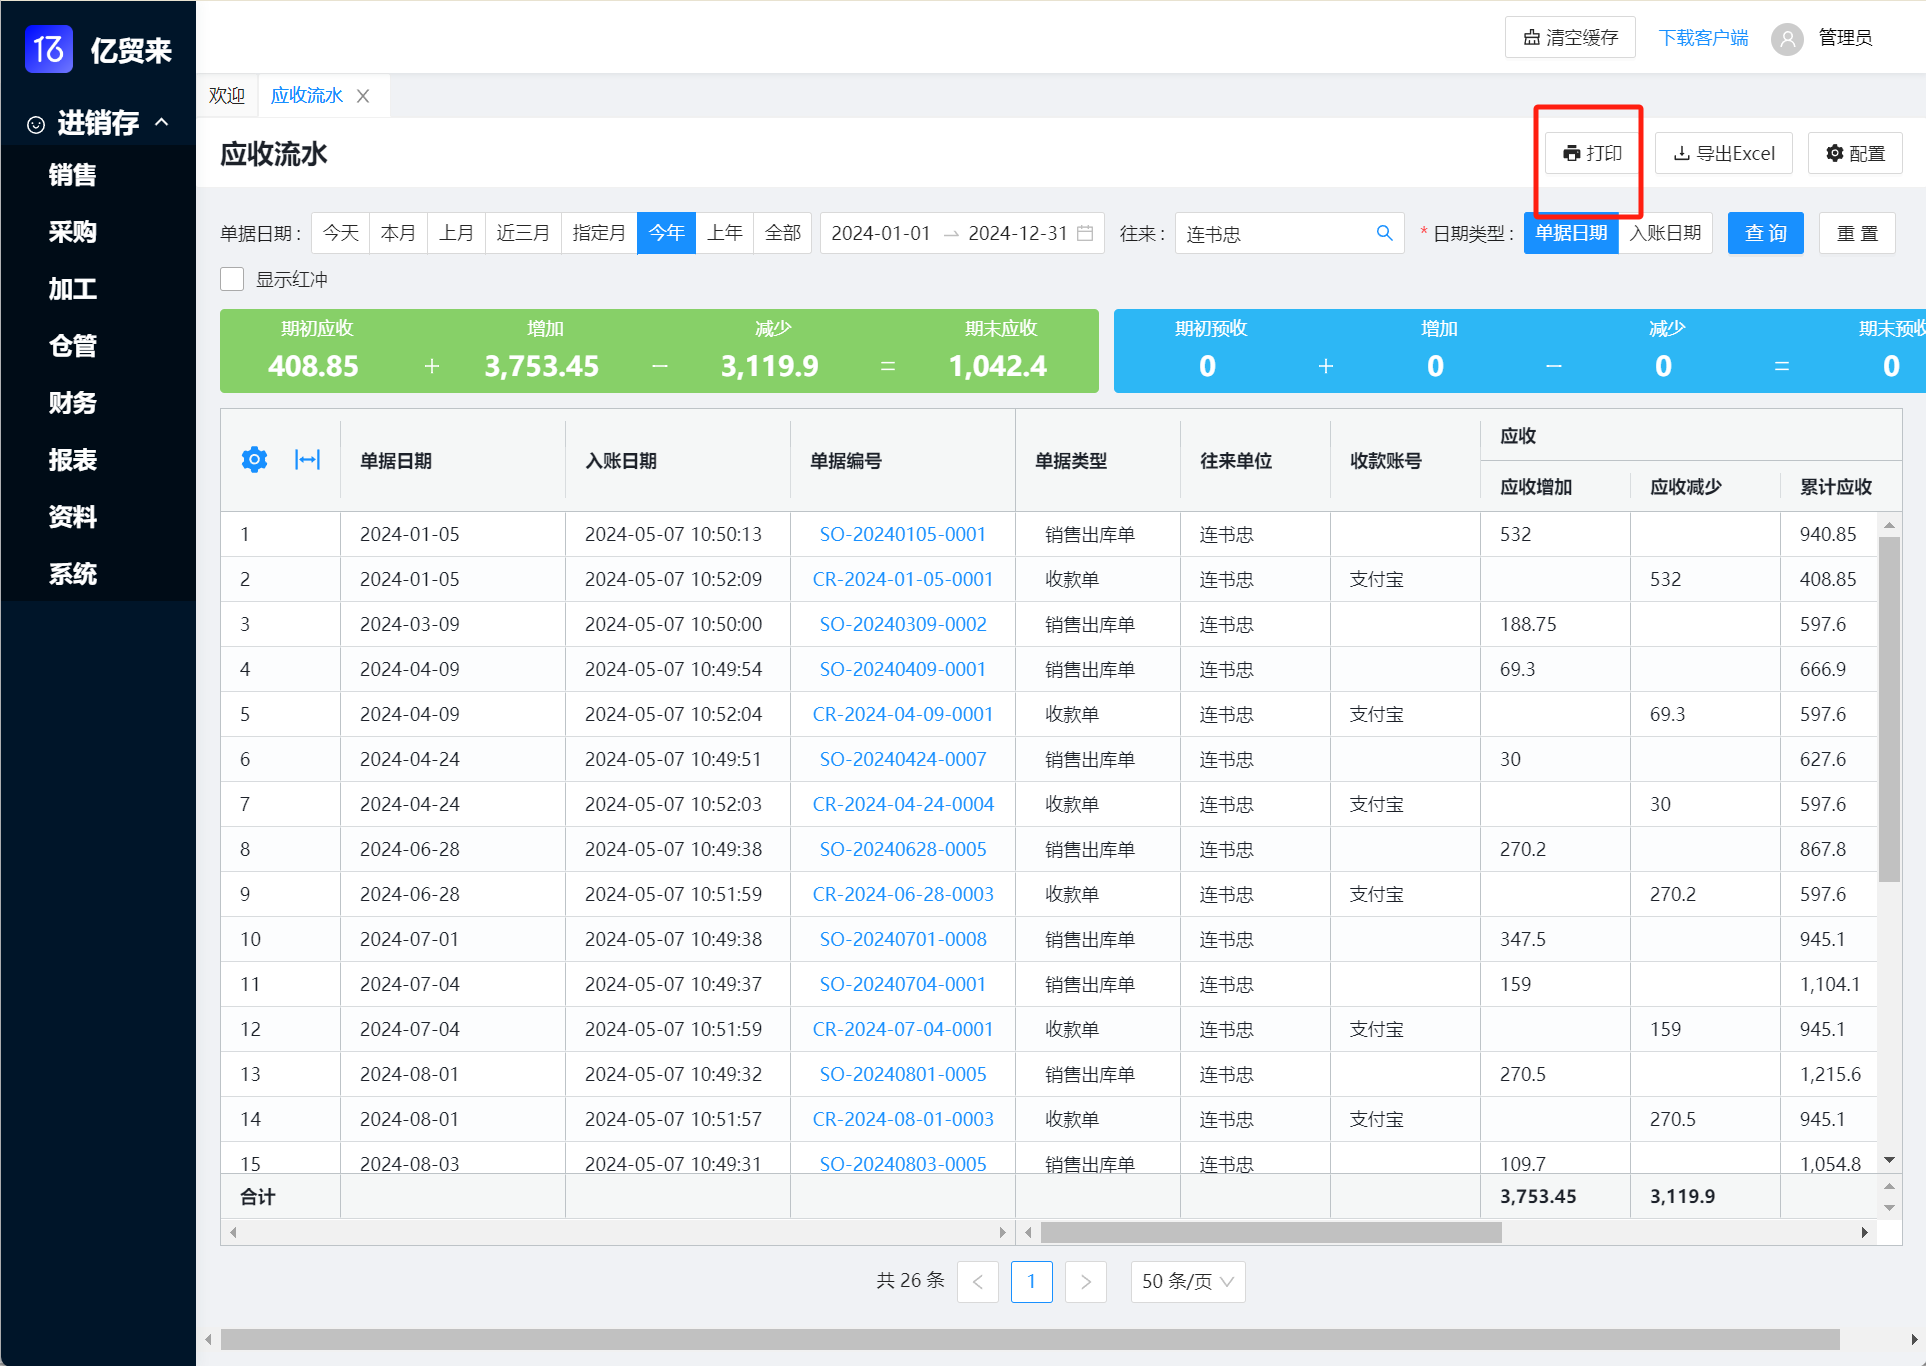 亿贸来
清空缓存 下载客户端 管理员
欢迎 应收流水
进销存
销售
采购
加工
仓管
财务
报表
资料
系统
应收流水
打印 导出Excel 配置
单据日期: 今天 本月 上月 近三月 指定月 今年 上年 全部 2024-01-01 → 2024-12-31 往来: 连书忠 * 日期类型: 单据日期 入账日期 查 询 重 置
显示红冲
期初应收 增加 减少 期末应收
408.85 + 3,753.45 − 3,119.9 = 1,042.4
期初预收 增加 减少 期末预收
0 + 0 − 0 = 0
单据日期 入账日期 单据编号 单据类型 往来单位 收款账号 应收
应收增加 应收减少 累计应收
1 2024-01-05 2024-05-07 10:50:13 SO-20240105-0001 销售出库单 连书忠 532 940.85
2 2024-01-05 2024-05-07 10:52:09 CR-2024-01-05-0001 收款单 连书忠 支付宝 532 408.85
3 2024-03-09 2024-05-07 10:50:00 SO-20240309-0002 销售出库单 连书忠 188.75 597.6
4 2024-04-09 2024-05-07 10:49:54 SO-20240409-0001 销售出库单 连书忠 69.3 666.9
5 2024-04-09 2024-05-07 10:52:04 CR-2024-04-09-0001 收款单 连书忠 支付宝 69.3 597.6
6 2024-04-24 2024-05-07 10:49:51 SO-20240424-0007 销售出库单 连书忠 30 627.6
7 2024-04-24 2024-05-07 10:52:03 CR-2024-04-24-0004 收款单 连书忠 支付宝 30 597.6
8 2024-06-28 2024-05-07 10:49:38 SO-20240628-0005 销售出库单 连书忠 270.2 867.8
9 2024-06-28 2024-05-07 10:51:59 CR-2024-06-28-0003 收款单 连书忠 支付宝 270.2 597.6
10 2024-07-01 2024-05-07 10:49:38 SO-20240701-0008 销售出库单 连书忠 347.5 945.1
11 2024-07-04 2024-05-07 10:49:37 SO-20240704-0001 销售出库单 连书忠 159 1,104.1
12 2024-07-04 2024-05-07 10:51:59 CR-2024-07-04-0001 收款单 连书忠 支付宝 159 945.1
13 2024-08-01 2024-05-07 10:49:32 SO-20240801-0005 销售出库单 连书忠 270.5 1,215.6
14 2024-08-01 2024-05-07 10:51:57 CR-2024-08-01-0003 收款单 连书忠 支付宝 270.5 945.1
15 2024-08-03 2024-05-07 10:49:31 SO-20240803-0005 销售出库单 连书忠 109.7 1,054.8
合计 3,753.45 3,119.9
共 26 条 < 1 > 50 条/页